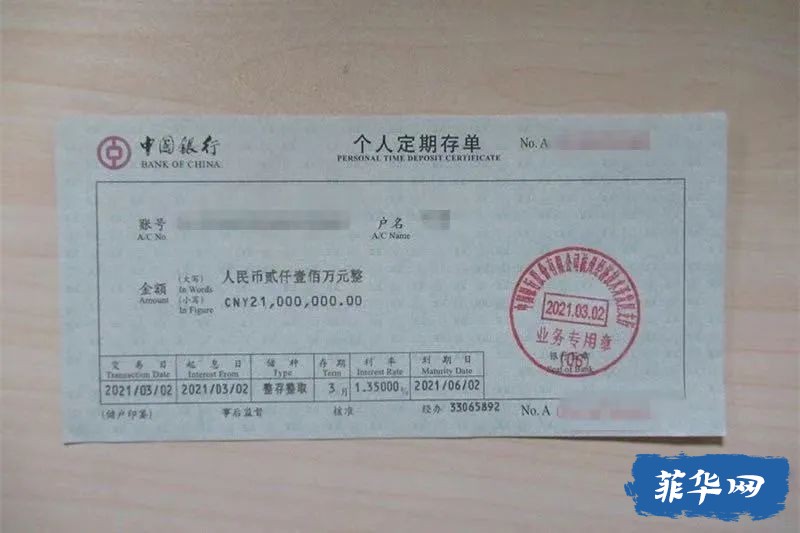 中国银行
BANK OF CHINA
个人定期存单
PERSONAL TIME DEPOSIT CERTIFICATE
No. A
账号
A/C No.
户名
A/C Name
金额
Amount
(大写)
In Words
人民币贰仟壹佰万元整
(小写)
In Figure
CNY21,000,000.00
交易日 起息日 储种 存期 利率 到期日
Transaction Date Interest From Type Term Interest Rate Maturity Date
2021/03/02 2021/03/02 整存整取 3月 1.35000% 2021/06/02
(储户印鉴) 事后监督 核准 经办 33065892 No. A
2021.03.02
业务专用章
(05)
Seal of Bank
菲华网